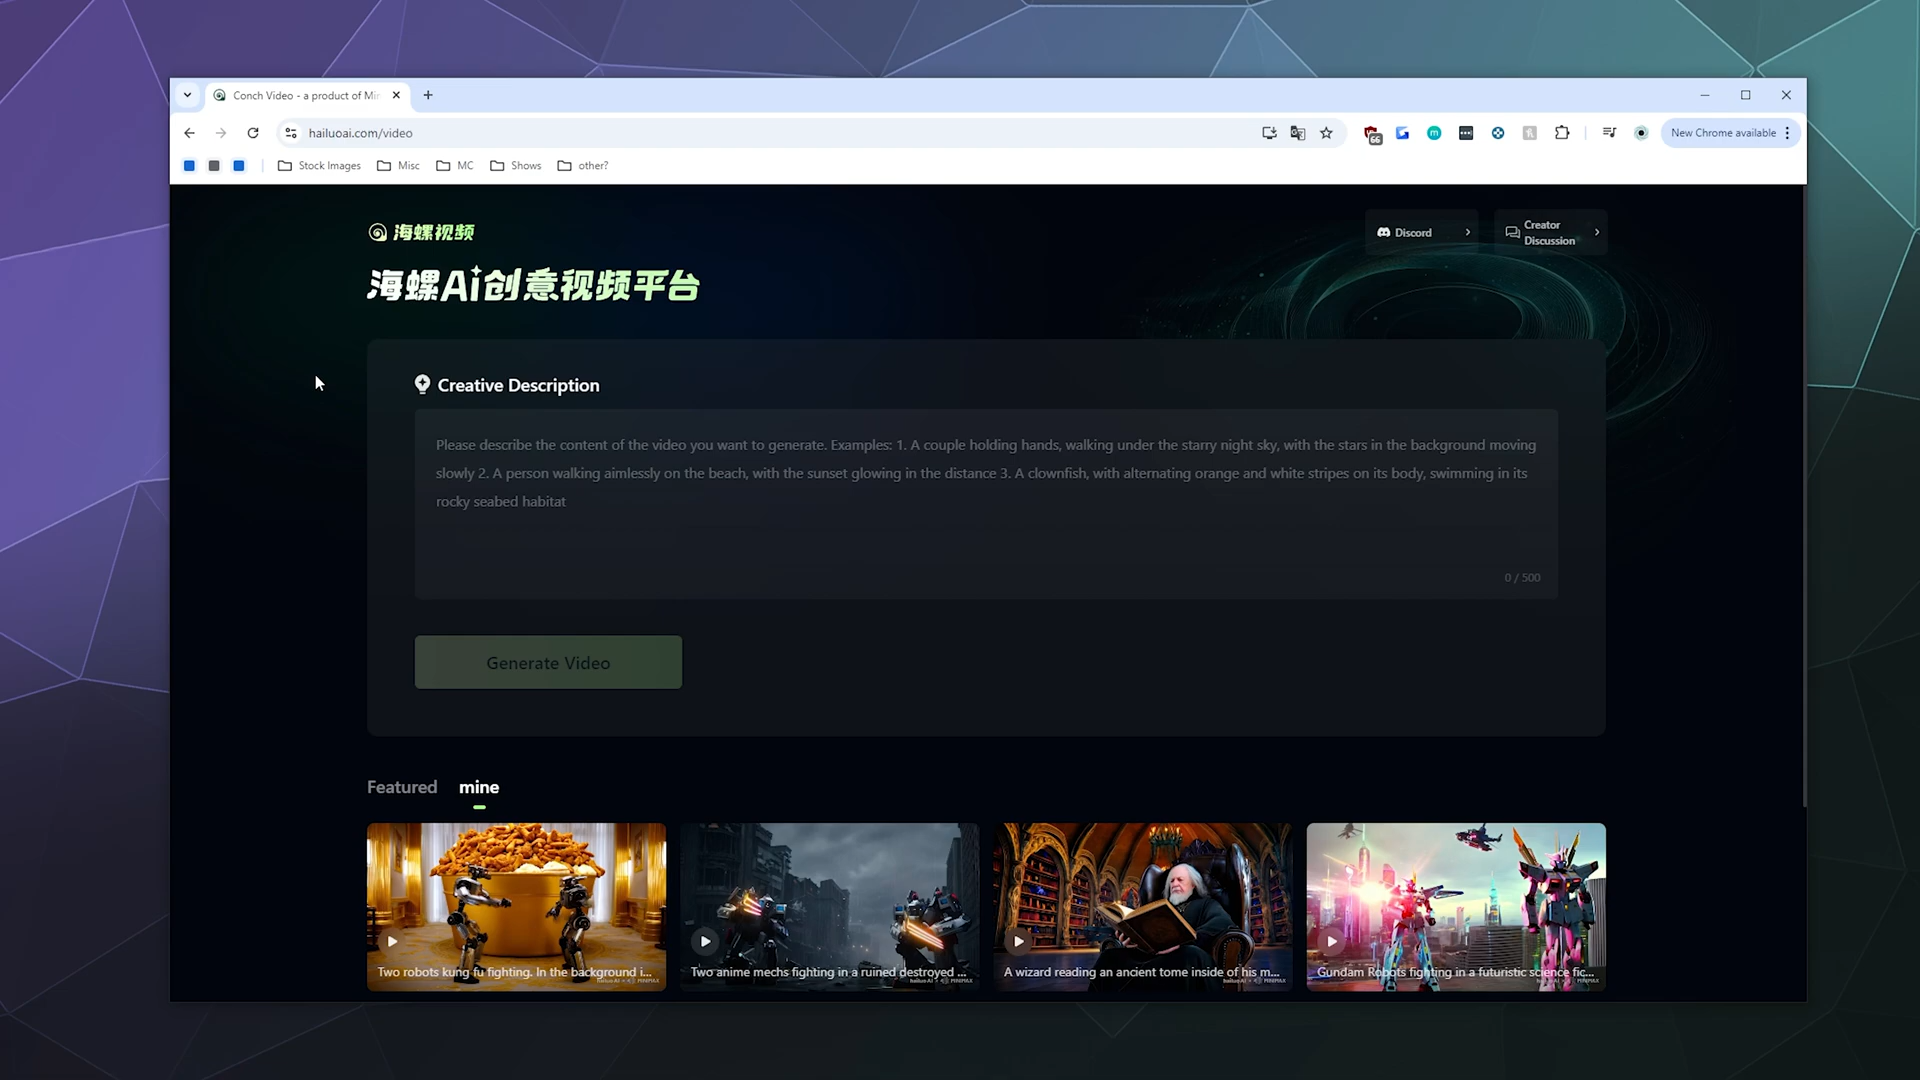 Conch Video - a product of Mi
hailuoai.com/video
66
New Chrome available
Stock Images
Misc
MC
Shows
other?
海螺视频
Discord
Creator
Discussion
海螺Ai创意视频平台
Creative Description
Please describe the content of the video you want to generate. Examples: 1. A couple holding hands, walking under the starry night sky, with the stars in the background moving
slowly 2. A person walking aimlessly on the beach, with the sunset glowing in the distance 3. A clownfish, with alternating orange and white stripes on its body, swimming in its
rocky seabed habitat
0 / 500
Generate Video
Featured
mine
Two robots kung fu fighting. In the background i...
Two anime mechs fighting in a ruined destroyed ...
A wizard reading an ancient tome inside of his m...
Gundam Robots fighting in a futuristic science fic...